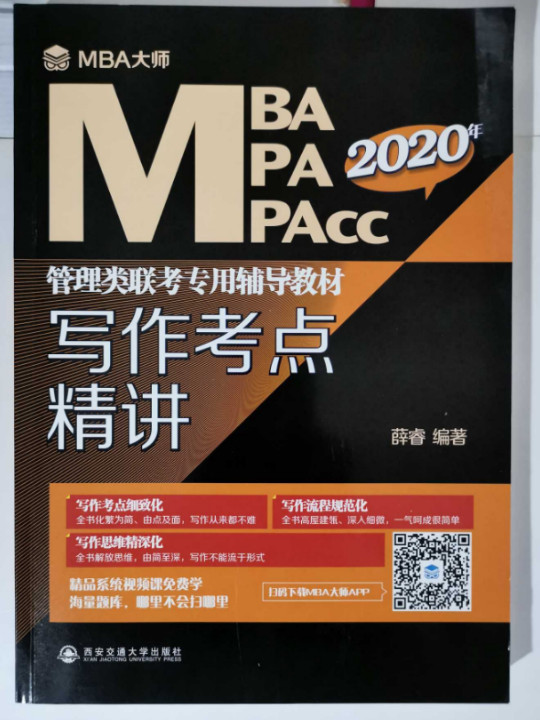 MBA大师
MBA
MPA
MPAcc
2020年
管理类联考专用辅导教材
写作考点
精讲
薛睿 编著
写作考点细致化
全书化繁为简、由点及面，写作从来都不难
写作流程规范化
全书高屋建瓴、深入细微，一气呵成很简单
写作思维精深化
全书解放思维，由简至深，写作不能流于形式
精品系统视频课免费学
海量题库，哪里不会扫哪里
扫码下载MBA大师APP
西安交通大学出版社
XI'AN JIAOTONG UNIVERSITY PRESS